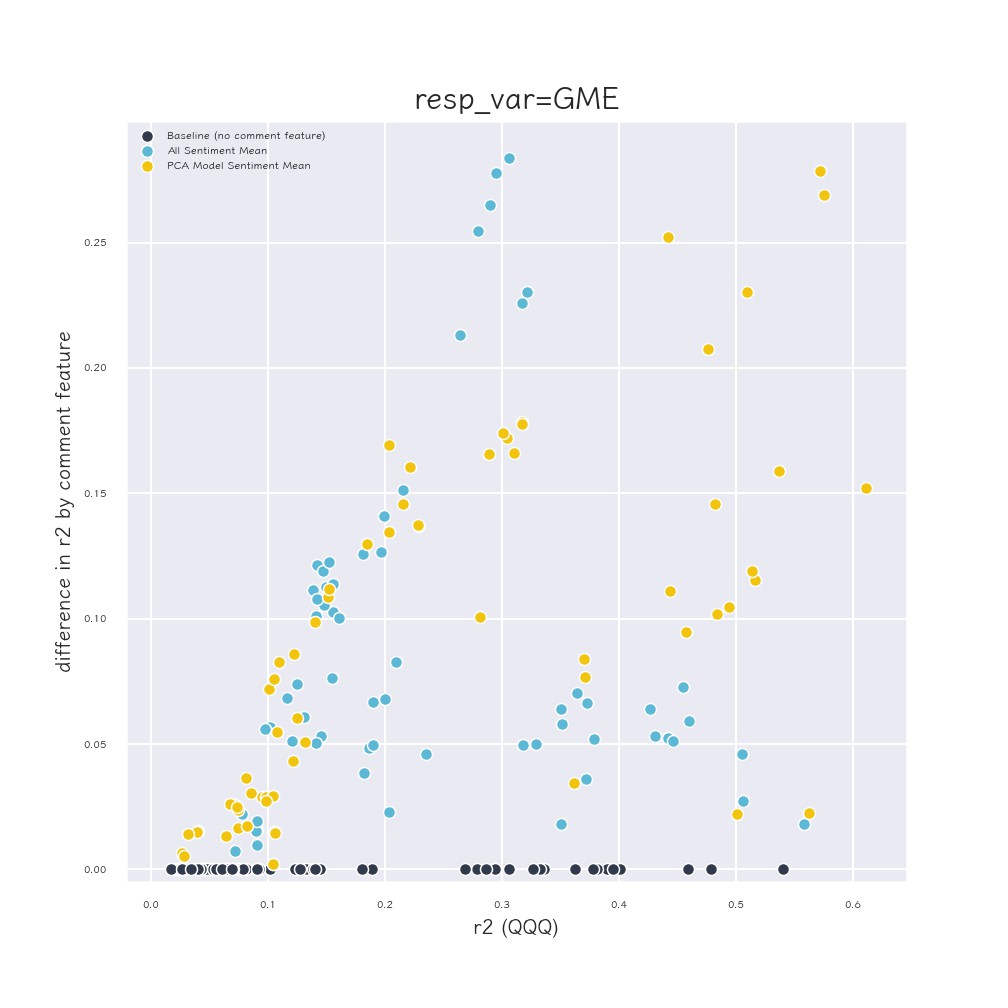 resp_var=GME
Baseline (no comment feature)
All Sentiment Mean
PCA Model Sentiment Mean
difference in r2 by comment feature
0.25
0.20
0.15
0.10
0.05
0.00
0.0 0.1 0.2 0.3 0.4 0.5 0.6
r2 (QQQ)